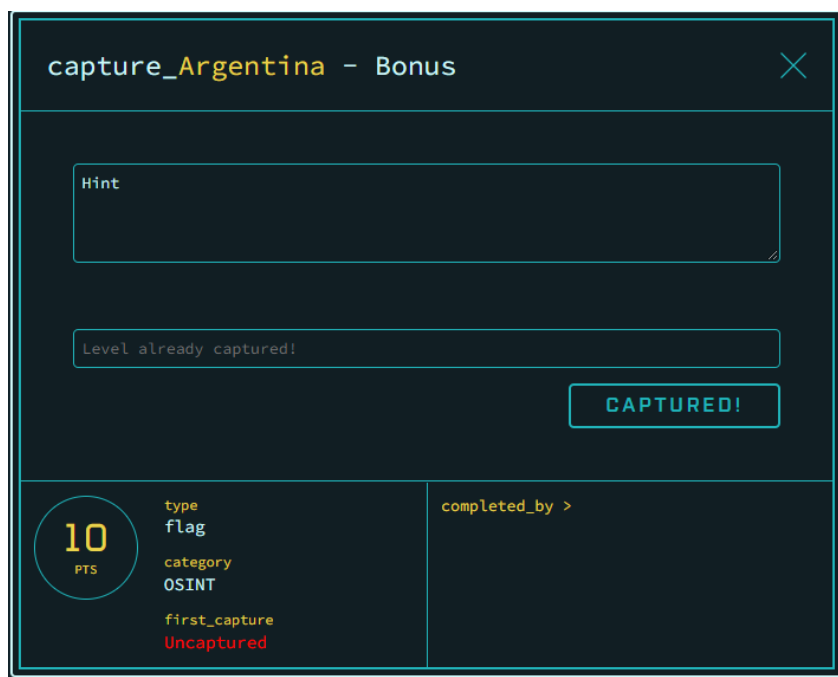 capture_Argentina - Bonus
Hint
Level already captured!
CAPTURED!
10
PTS
type
flag
category
OSINT
first_capture
Uncaptured
completed_by >